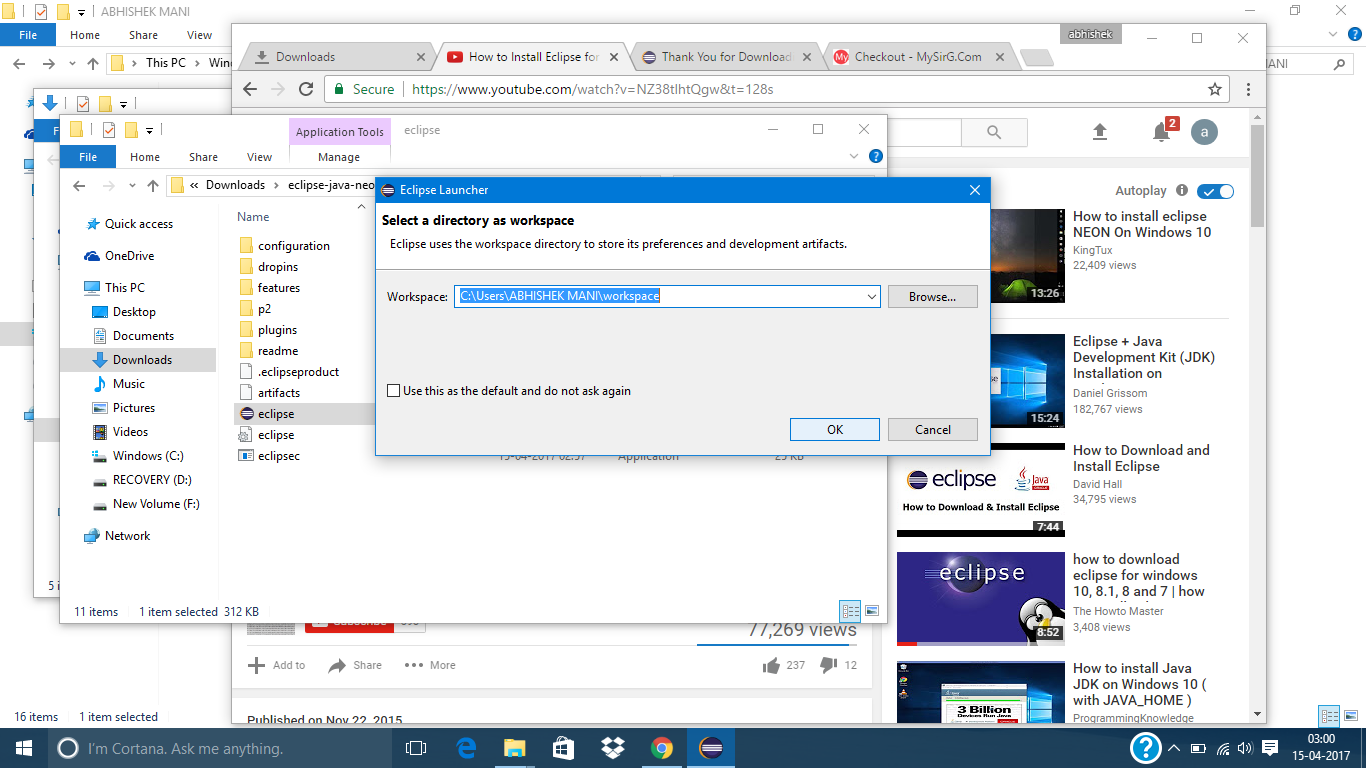 ABHISHEK MANI
File Home Share View
This PC
abhishek
Downloads
How to Install Eclipse for
Thank You for Download
Checkout - MySirG.Com
Secure https://www.youtube.com/watch?v=NZ38tlhtQgw&t=128s
2
a
Application Tools
eclipse
File Home Share View Manage
« Downloads › eclipse-java-neo
Quick access
OneDrive
This PC
Desktop
Documents
Downloads
Music
Pictures
Videos
Windows (C:)
RECOVERY (D:)
New Volume (F:)
Network
Name
configuration
dropins
features
p2
plugins
readme
.eclipseproduct
artifacts
eclipse
eclipse
eclipsec
11 items 1 item selected 312 KB
Eclipse Launcher
Select a directory as workspace
Eclipse uses the workspace directory to store its preferences and development artifacts.
Workspace: C:\Users\ABHISHEK MANI\workspace
Browse...
Use this as the default and do not ask again
OK Cancel
Autoplay
How to install eclipse
NEON On Windows 10
KingTux
22,409 views
13:26
Eclipse + Java
Development Kit (JDK)
Installation on
Daniel Grissom
182,767 views
15:24
How to Download and
Install Eclipse
David Hall
34,795 views
eclipse
Java
How to Download & Install Eclipse
7:44
how to download
eclipse for windows
10, 8.1, 8 and 7 | how
The Howto Master
3,408 views
eclipse
8:52
How to install Java
JDK on Windows 10 (
with JAVA_HOME )
ProgrammingKnowledge
3 Billion
Devices Run Java
77,269 views
Add to Share More
237 12
Published on Nov 22, 2015
16 items 1 item selected
I'm Cortana. Ask me anything.
03:00
15-04-2017